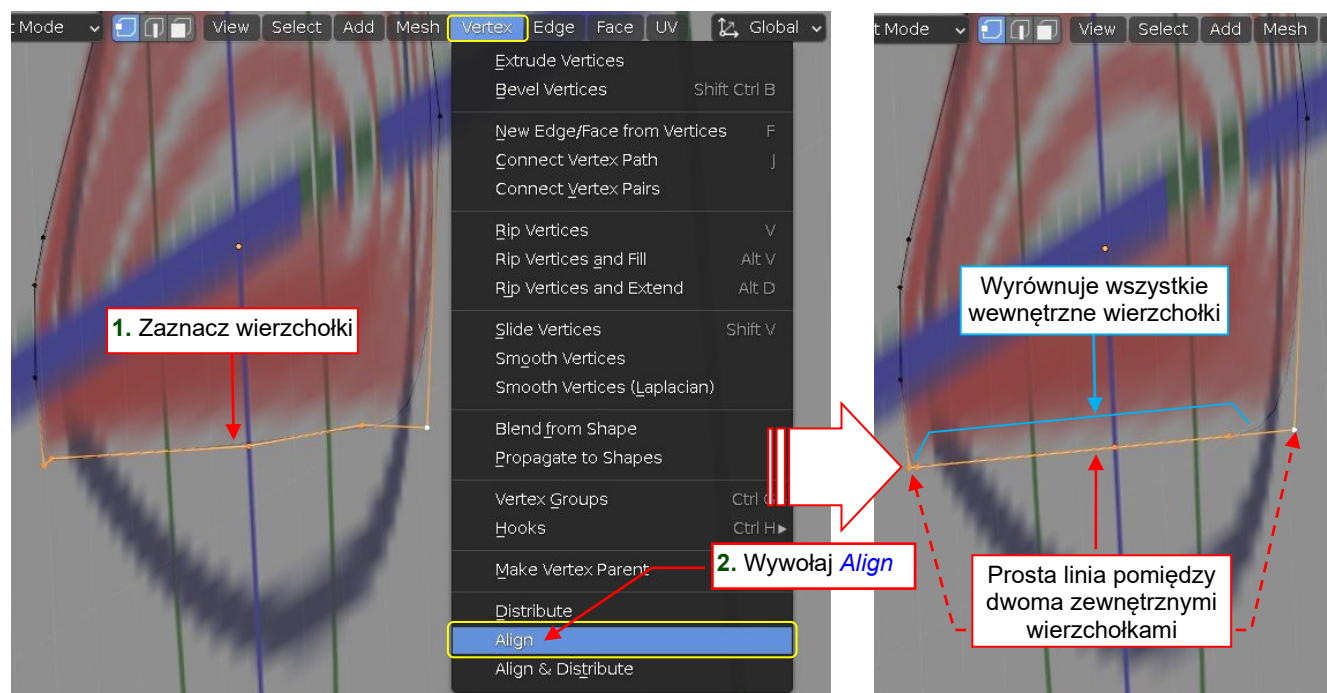 t Mode View Select Add Mesh Vertex Edge Face UV Global
Extrude Vertices
Bevel Vertices Shift Ctrl B
New Edge/Face from Vertices F
Connect Vertex Path J
Connect Vertex Pairs
Rip Vertices V
Rip Vertices and Fill Alt V
Rip Vertices and Extend Alt D
Slide Vertices Shift V
Smooth Vertices
Smooth Vertices (Laplacian)
Blend from Shape
Propagate to Shapes
Vertex Groups Ctrl G
Hooks Ctrl H
Make Vertex Parent
Distribute
Align
Align & Distribute
1. Zaznacz wierzchołki
2. Wywołaj Align
t Mode View Select Add Mesh
Wyrównuje wszystkie
wewnętrzne wierzchołki
Prosta linia pomiędzy
dwoma zewnętrznymi
wierzchołkami